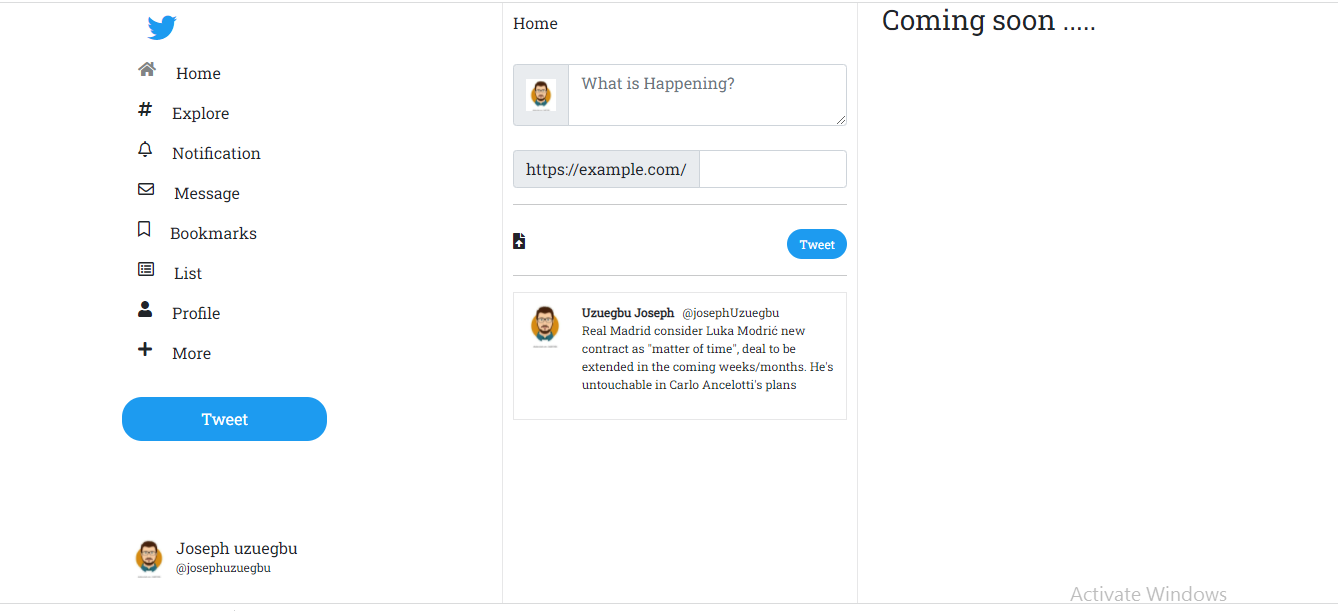 Home
Explore
Notification
Message
Bookmarks
List
Profile
More
Tweet
Joseph uzuegbu
@josephuzuegbu
Home
What is Happening?
https://example.com/
Tweet
Uzuegbu Joseph @josephUzuegbu
Real Madrid consider Luka Modrić new
contract as "matter of time", deal to be
extended in the coming weeks/months. He's
untouchable in Carlo Ancelotti's plans
Coming soon .....
Activate Windows